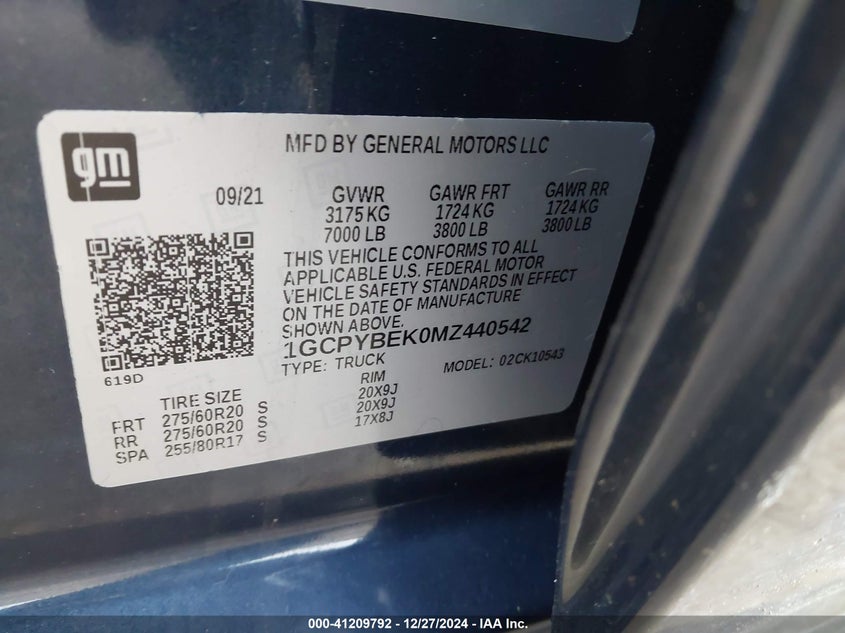 gm
MFD BY GENERAL MOTORS LLC
09/21 GVWR GAWR FRT GAWR RR
3175 KG 1724 KG 1724 KG
7000 LB 3800 LB 3800 LB
THIS VEHICLE CONFORMS TO ALL
APPLICABLE U.S. FEDERAL MOTOR
VEHICLE SAFETY STANDARDS IN EFFECT
ON THE DATE OF MANUFACTURE
SHOWN ABOVE.
1GCPYBEK0MZ440542
TYPE: TRUCK MODEL: 02CK10543
619D
TIRE SIZE RIM
FRT 275/60R20 S 20X9J
RR 275/60R20 S 20X9J
SPA 255/80R17 S 17X8J
000-41209792 - 12/27/2024 - IAA Inc.